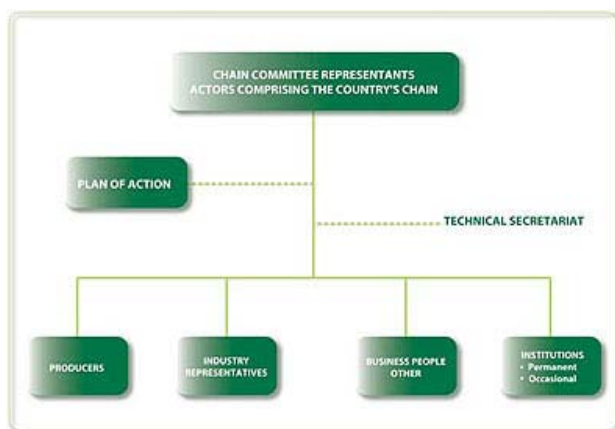 CHAIN COMMITTEE REPRESENTANTS
ACTORS COMPRISING THE COUNTRY'S CHAIN
PLAN OF ACTION
TECHNICAL SECRETARIAT
PRODUCERS
INDUSTRY
REPRESENTATIVES
BUSINESS PEOPLE
OTHER
INSTITUTIONS
• Permanent
• Occasional